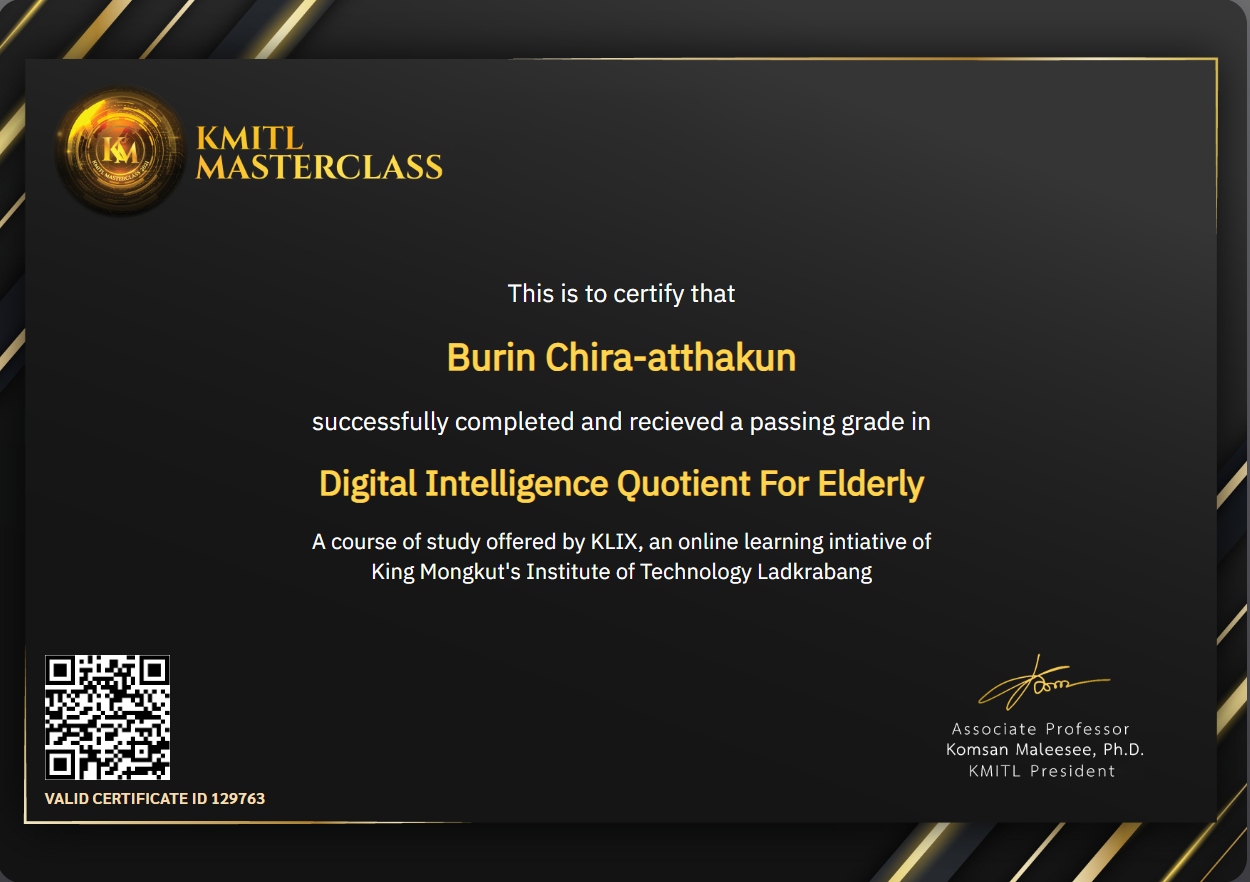 KM
KMITL MASTERCLASS 2021
KMITL
MASTERCLASS
This is to certify that
Burin Chira-atthakun
successfully completed and recieved a passing grade in
Digital Intelligence Quotient For Elderly
A course of study offered by KLIX, an online learning intiative of
King Mongkut's Institute of Technology Ladkrabang
Associate Professor
Komsan Maleesee, Ph.D.
KMITL President
VALID CERTIFICATE ID 129763